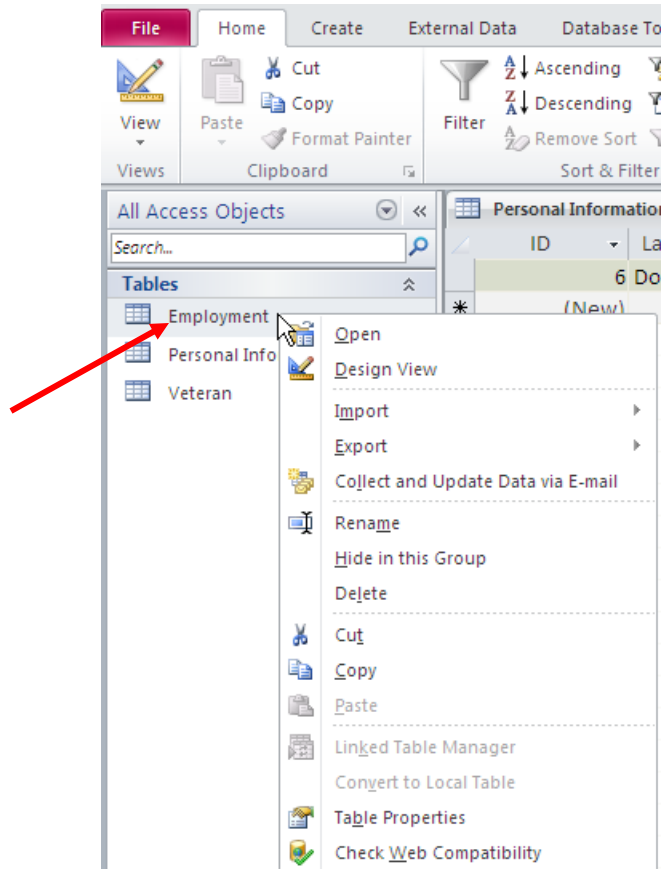 File Home Create External Data Database To
Cut
Copy
Format Painter
View Paste Filter
Ascending
Descending
Remove Sort
Views Clipboard Sort & Filter
All Access Objects
Personal Information
Search...
ID La
Tables
6 Do
(New)
Employment
Personal Info
Veteran
Open
Design View
Import
Export
Collect and Update Data via E-mail
Rename
Hide in this Group
Delete
Cut
Copy
Paste
Linked Table Manager
Convert to Local Table
Table Properties
Check Web Compatibility